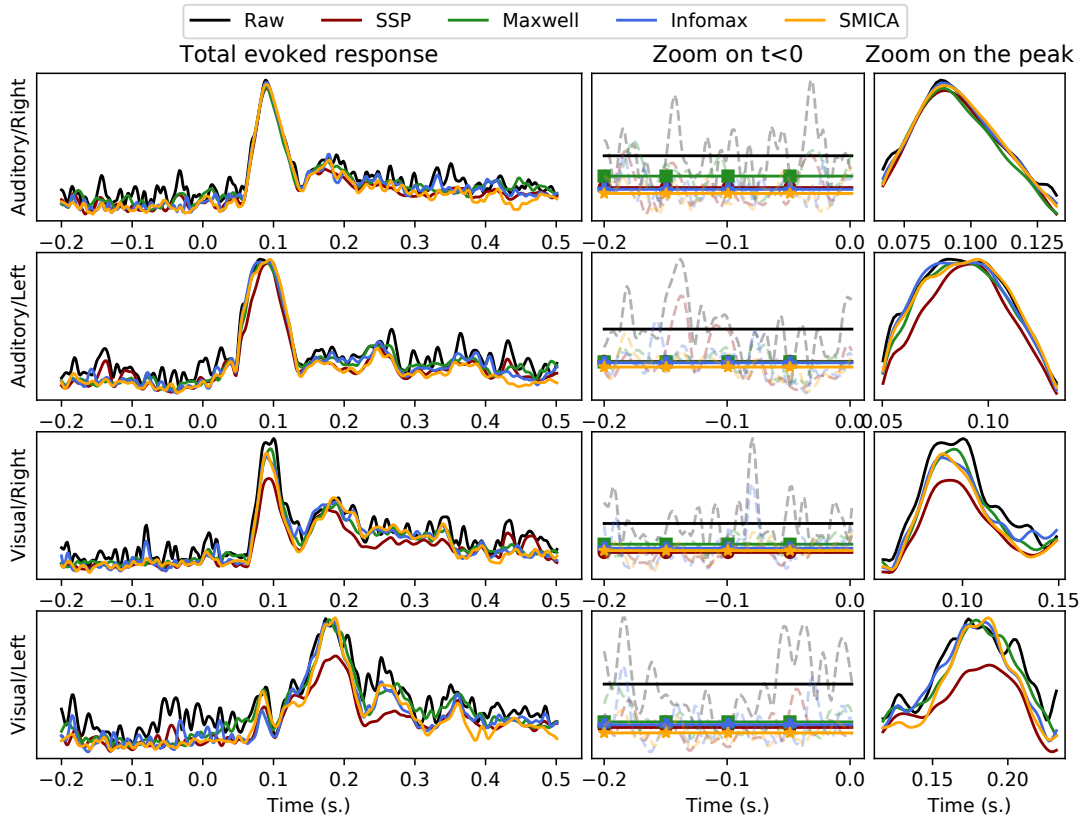 Raw SSP Maxwell Infomax SMICA
Total evoked response Zoom on t<0 Zoom on the peak
Auditory/Right
−0.2 −0.1 0.0 0.1 0.2 0.3 0.4 0.5 −0.2 −0.1 0.0 0.075 0.100 0.125
Auditory/Left
−0.2 −0.1 0.0 0.1 0.2 0.3 0.4 0.5 −0.2 −0.1 0.0 0.05 0.10
Visual/Right
−0.2 −0.1 0.0 0.1 0.2 0.3 0.4 0.5 −0.2 −0.1 0.0 0.10 0.15
Visual/Left
−0.2 −0.1 0.0 0.1 0.2 0.3 0.4 0.5 −0.2 −0.1 0.0 0.15 0.20
Time (s.) Time (s.) Time (s.)